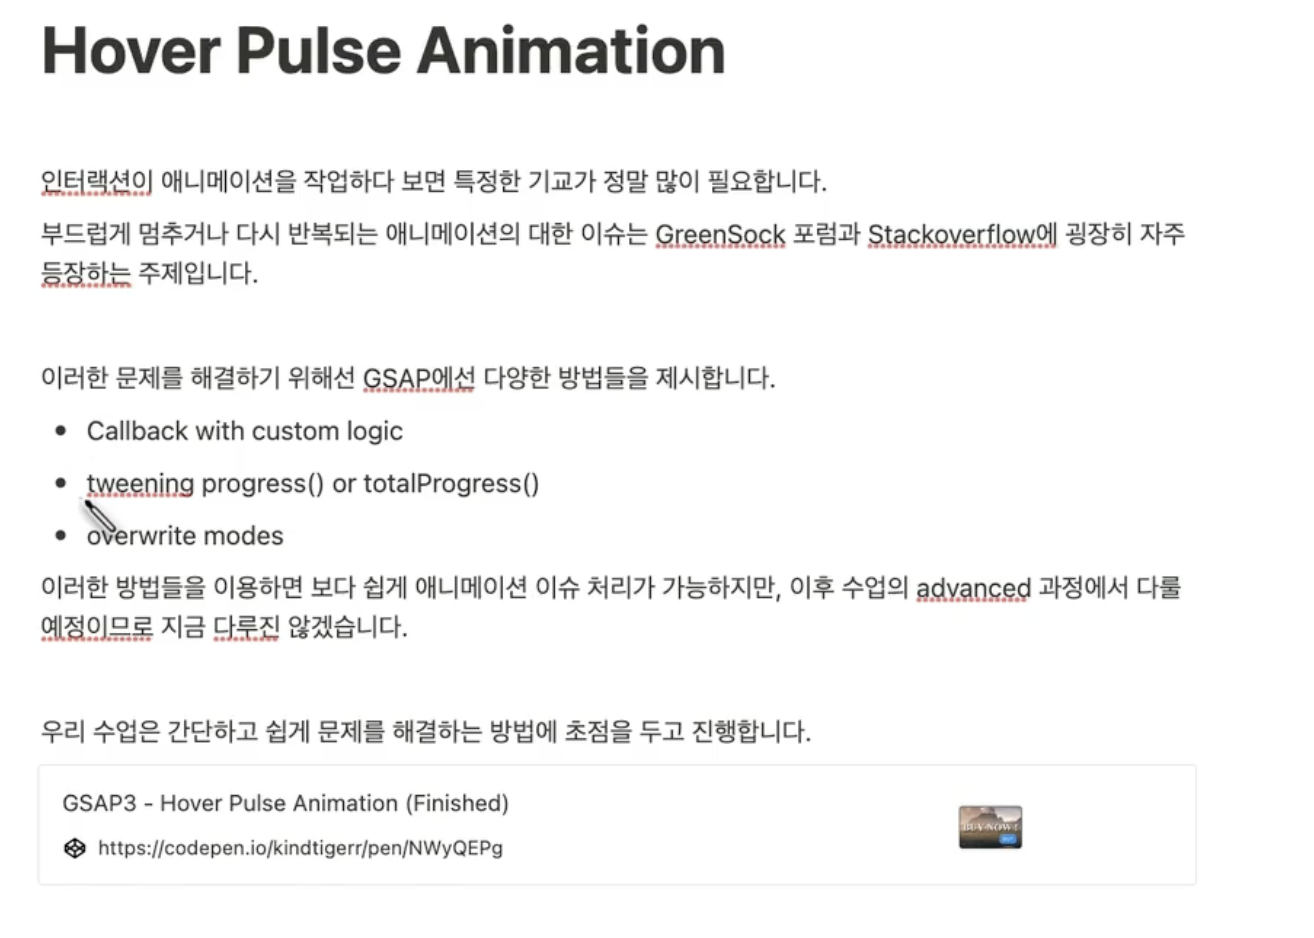 Hover Pulse Animation
인터랙션이 애니메이션을 작업하다 보면 특정한 기교가 정말 많이 필요합니다.
부드럽게 멈추거나 다시 반복되는 애니메이션의 대한 이슈는 GreenSock 포럼과 Stackoverflow에 굉장히 자주
등장하는 주제입니다.
이러한 문제를 해결하기 위해선 GSAP에선 다양한 방법들을 제시합니다.
• Callback with custom logic
• tweening progress() or totalProgress()
• overwrite modes
이러한 방법들을 이용하면 보다 쉽게 애니메이션 이슈 처리가 가능하지만, 이후 수업의 advanced 과정에서 다룰
예정이므로 지금 다루진 않겠습니다.
우리 수업은 간단하고 쉽게 문제를 해결하는 방법에 초점을 두고 진행합니다.
GSAP3 - Hover Pulse Animation (Finished)
https://codepen.io/kindtigerr/pen/NWyQEPg
BUY NOW !